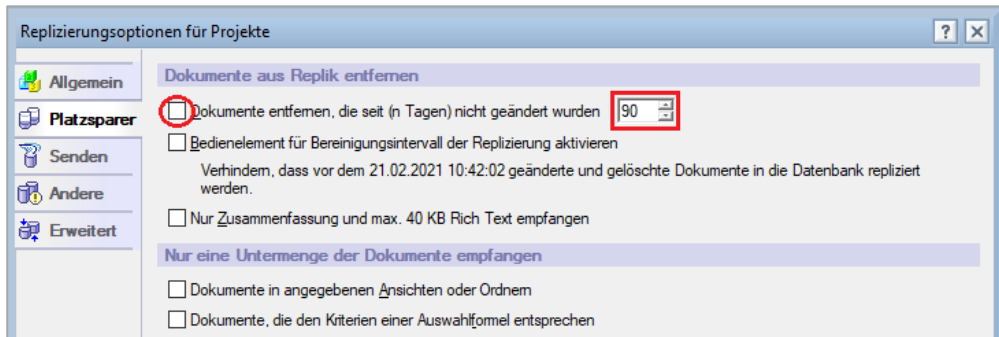 Replizierungsoptionen für Projekte
?
Allgemein
Platzsparer
Senden
Andere
Erweitert
Dokumente aus Replik entfernen
Dokumente entfernen, die seit (n Tagen) nicht geändert wurden 90
Bedienelement für Bereinigungsintervall der Replizierung aktivieren
Verhindern, dass vor dem 21.02.2021 10:42:02 geänderte und gelöschte Dokumente in die Datenbank repliziert
werden.
Nur Zusammenfassung und max. 40 KB Rich Text empfangen
Nur eine Untermenge der Dokumente empfangen
Dokumente in angegebenen Ansichten oder Ordnern
Dokumente, die den Kriterien einer Auswahlformel entsprechen